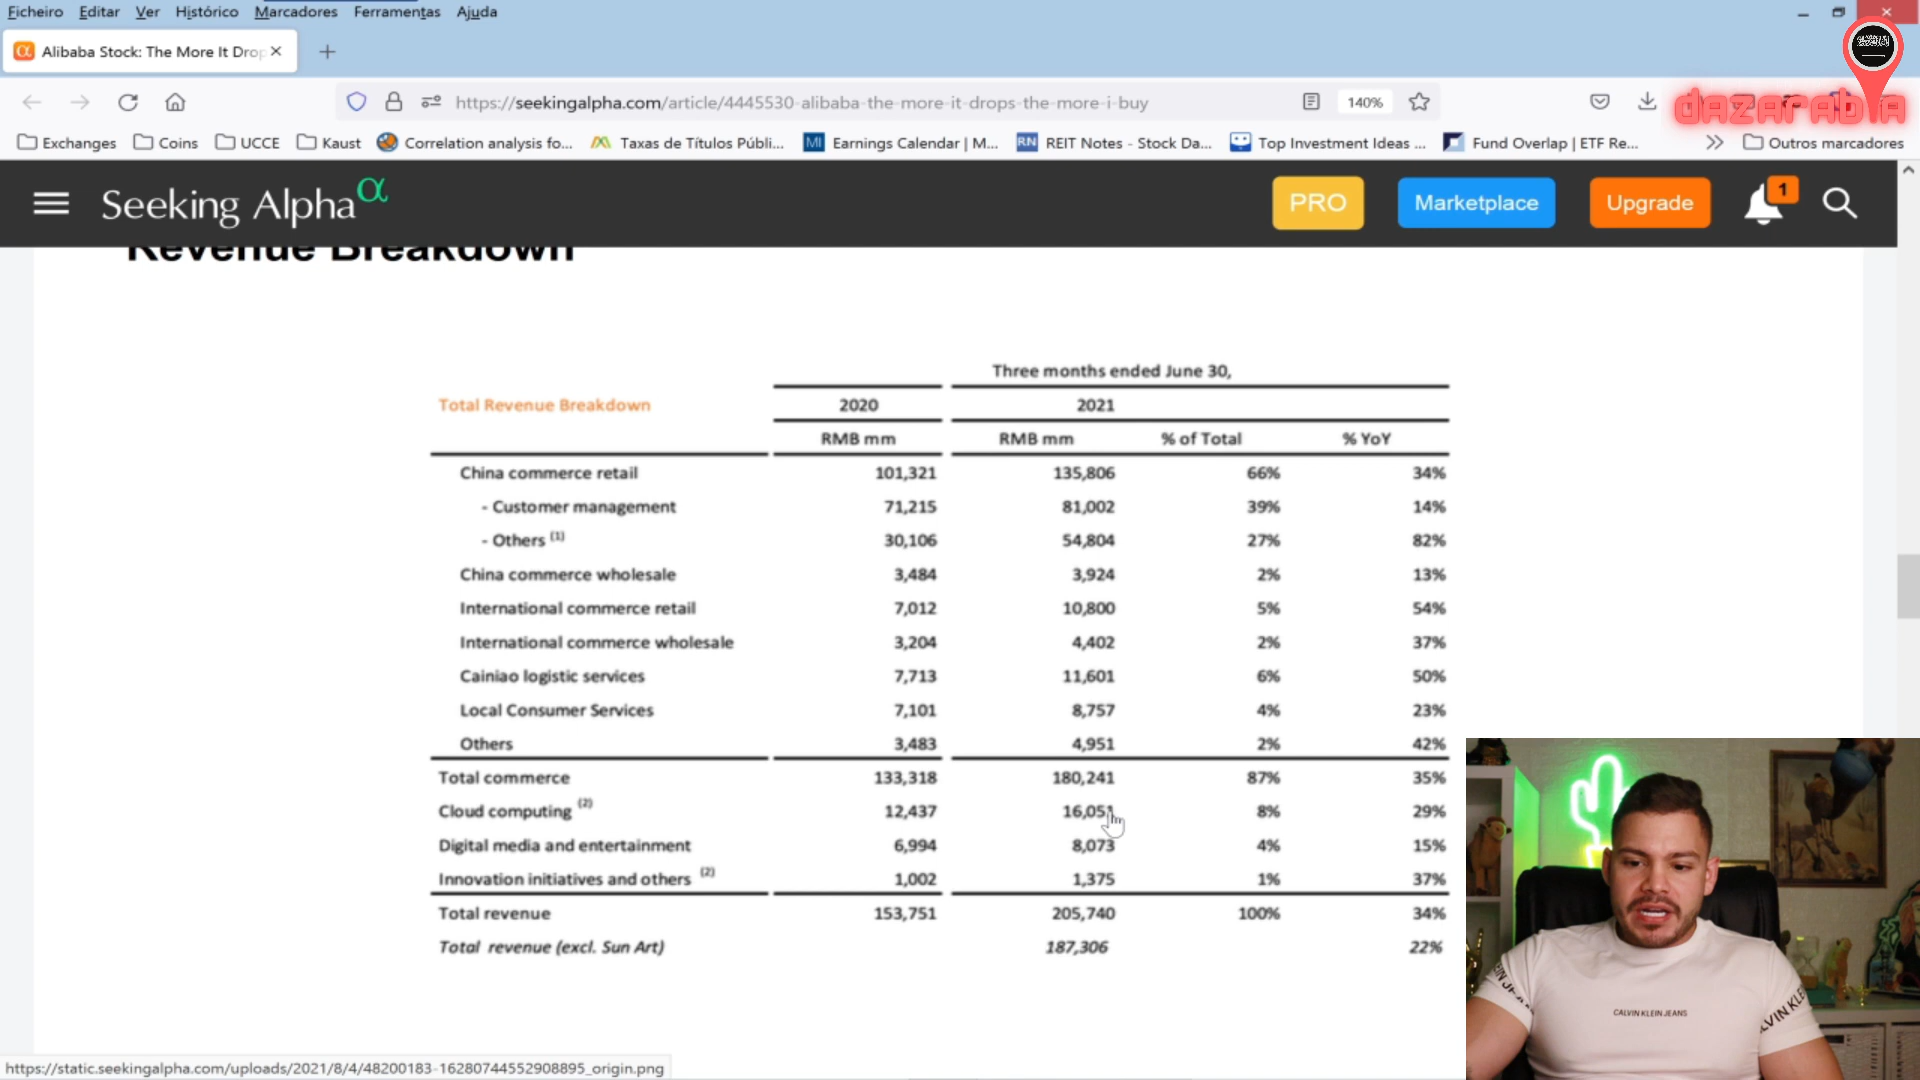 Ficheiro Editar Ver Histórico Marcadores Ferramentas Ajuda
Alibaba Stock: The More It Drop
https://seekingalpha.com/article/4445530-alibaba-the-more-it-drops-the-more-i-buy 140%
dazarabia
Exchanges Coins UCCE Kaust Correlation analysis fo... Taxas de Títulos Públi... MI Earnings Calendar | M... RN REIT Notes - Stock Da... Top Investment Ideas ... Fund Overlap | ETF Re... Outros marcadores
Seeking Alpha α PRO Marketplace Upgrade 1
Revenue Breakdown
Three months ended June 30,
Total Revenue Breakdown 2020 2021
RMB mm RMB mm % of Total % YoY
China commerce retail 101,321 135,806 66% 34%
- Customer management 71,215 81,002 39% 14%
- Others (1) 30,106 54,804 27% 82%
China commerce wholesale 3,484 3,924 2% 13%
International commerce retail 7,012 10,800 5% 54%
International commerce wholesale 3,204 4,402 2% 37%
Cainiao logistic services 7,713 11,601 6% 50%
Local Consumer Services 7,101 8,757 4% 23%
Others 3,483 4,951 2% 42%
Total commerce 133,318 180,241 87% 35%
Cloud computing (2) 12,437 16,051 8% 29%
Digital media and entertainment 6,994 8,073 4% 15%
Innovation initiatives and others (2) 1,002 1,375 1% 37%
Total revenue 153,751 205,740 100% 34%
Total revenue (excl. Sun Art) 187,306 22%
CALVIN KLEIN JEANS
https://static.seekingalpha.com/uploads/2021/8/4/48200183-16280744552908895_origin.png